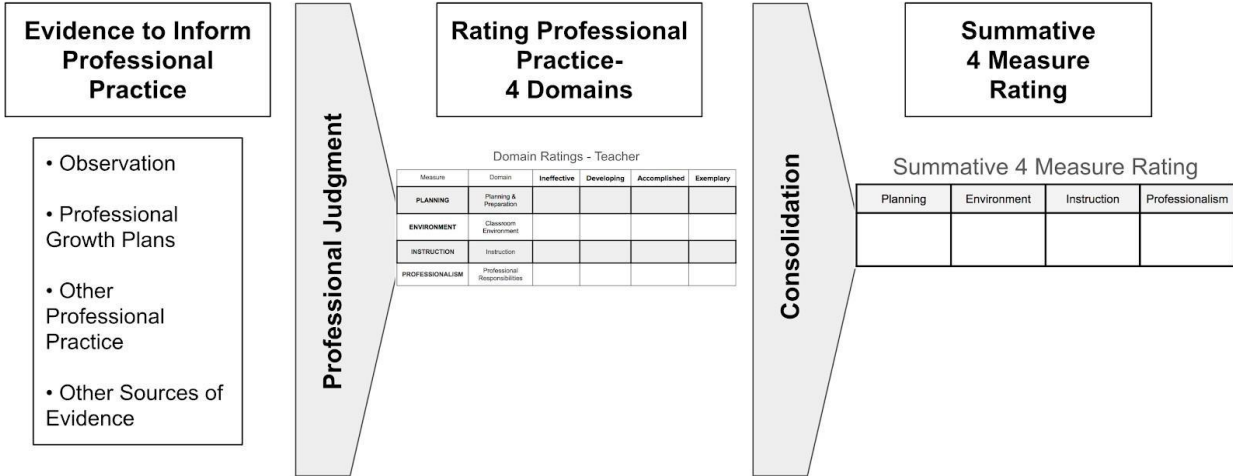 Evidence to Inform
Professional
Practice
• Observation
• Professional
Growth Plans
• Other
Professional
Practice
• Other Sources of
Evidence
Professional Judgment
Rating Professional
Practice-
4 Domains
Domain Ratings - Teacher
Measure Domain Ineffective Developing Accomplished Exemplary
PLANNING Planning &
Preparation
ENVIRONMENT Classroom
Environment
INSTRUCTION Instruction
PROFESSIONALISM Professional
Responsibilities
Consolidation
Summative
4 Measure
Rating
Summative 4 Measure Rating
Planning Environment Instruction Professionalism